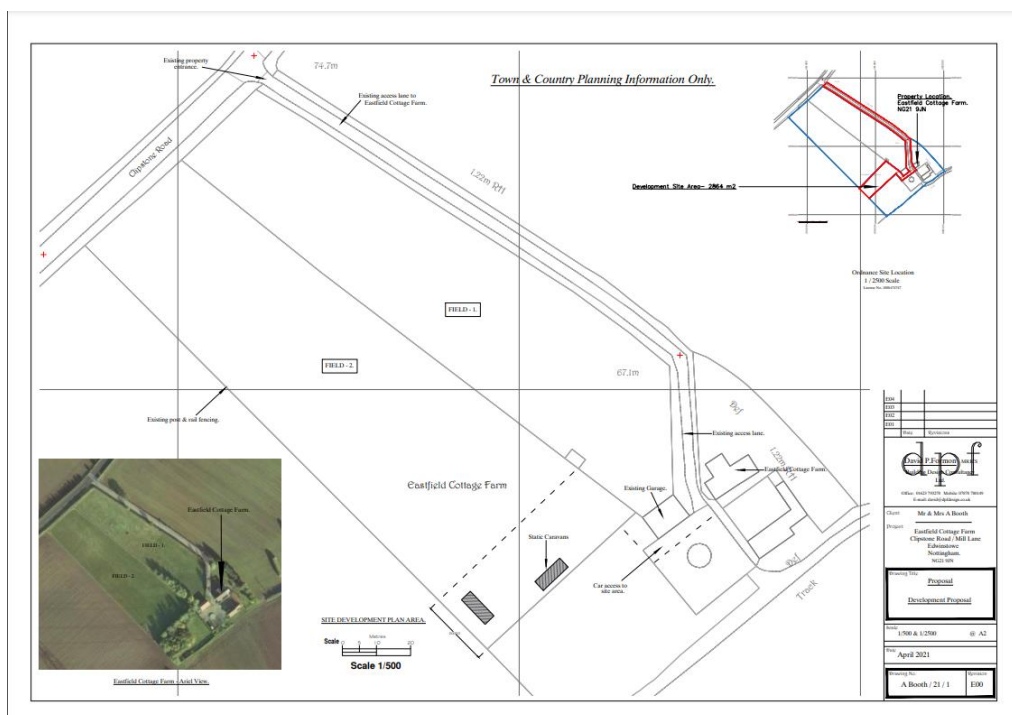 Town & Country Planning Information Only.
Existing property
entrance.
74.7m
Existing access lane to
Eastfield Cottage Farm.
Clipstone Road
1.22m RH
Property Location.
Eastfield Cottage Farm.
NG21 9JN
Development Site Area- 2864 m2
Ordnance Site Location
1 / 2500 Scale
FIELD - 1.
FIELD - 2.
67.1m
Existing post & rail fencing.
Def
Existing access lane.
1.22m RH
Eastfield Cottage Farm
Eastfield Cottage Farm
Existing Garage.
Static Caravans
Car access to
site area.
Def
Track
Eastfield Cottage Farm.
FIELD - 1.
FIELD - 2
Eastfield Cottage Farm - Ariel View.
SITE DEVELOPMENT PLAN AREA.
Metres
Scale 0 5 10 20
Scale 1/500
E04
E03
E02
E01
Date Revisions
dpf
Building Design Consultants
Ltd.
Client Mr & Mrs A Booth
Project
Eastfield Cottage Farm
Clipstone Road / Mill Lane
Edwinstowe
Nottingham.
NG21 9JN
Drawing Title
Proposal
Development Proposal
Scale
1/500 & 1/2500 @ A2
Date
April 2021
Drawing No. Revision
A Booth / 21 / 1 E00